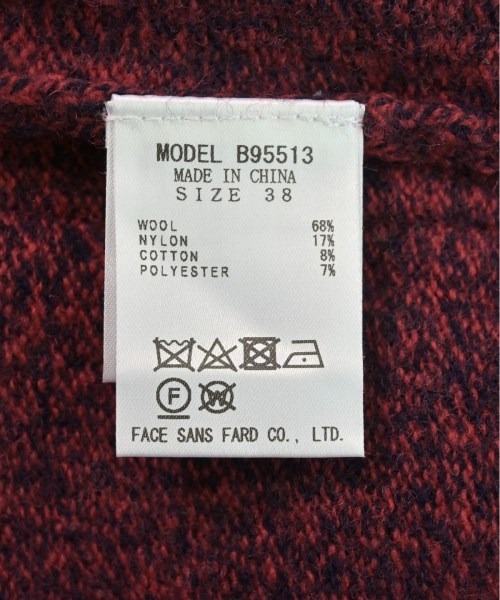 MODEL B95513
MADE IN CHINA
SIZE 38
WOOL 68%
NYLON 17%
COTTON 8%
POLYESTER 7%
F W
FACE SANS FARD CO., LTD.